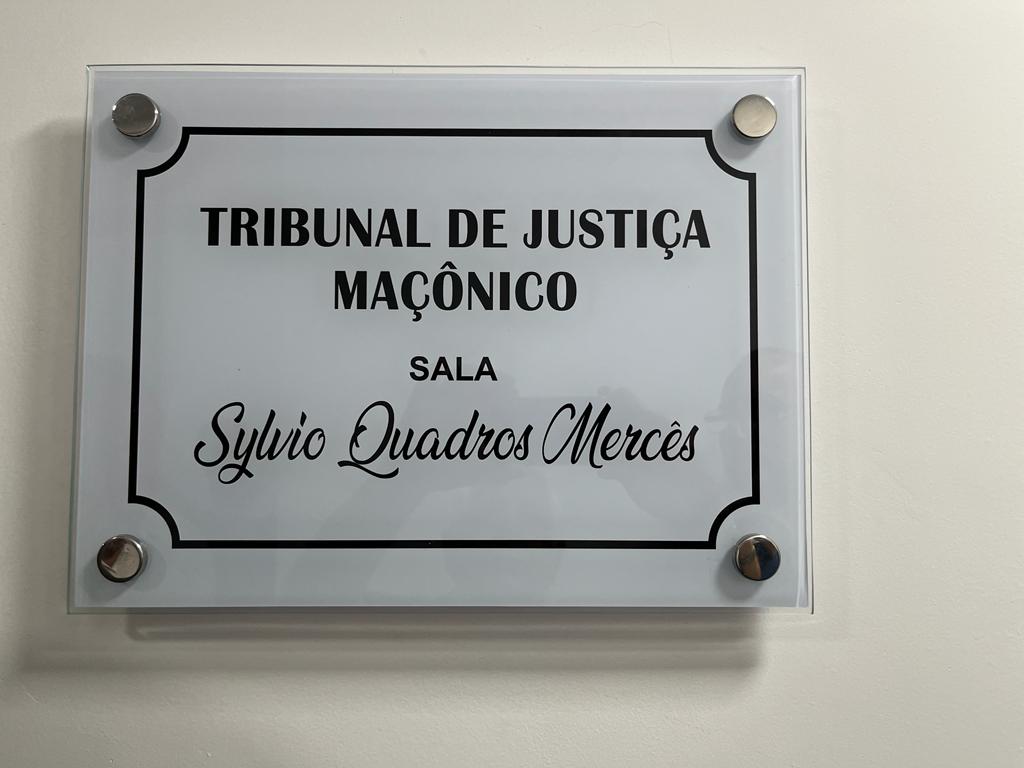 TRIBUNAL DE JUSTIÇA
MAÇÔNICO
SALA
Sylvio Quadros Mercês